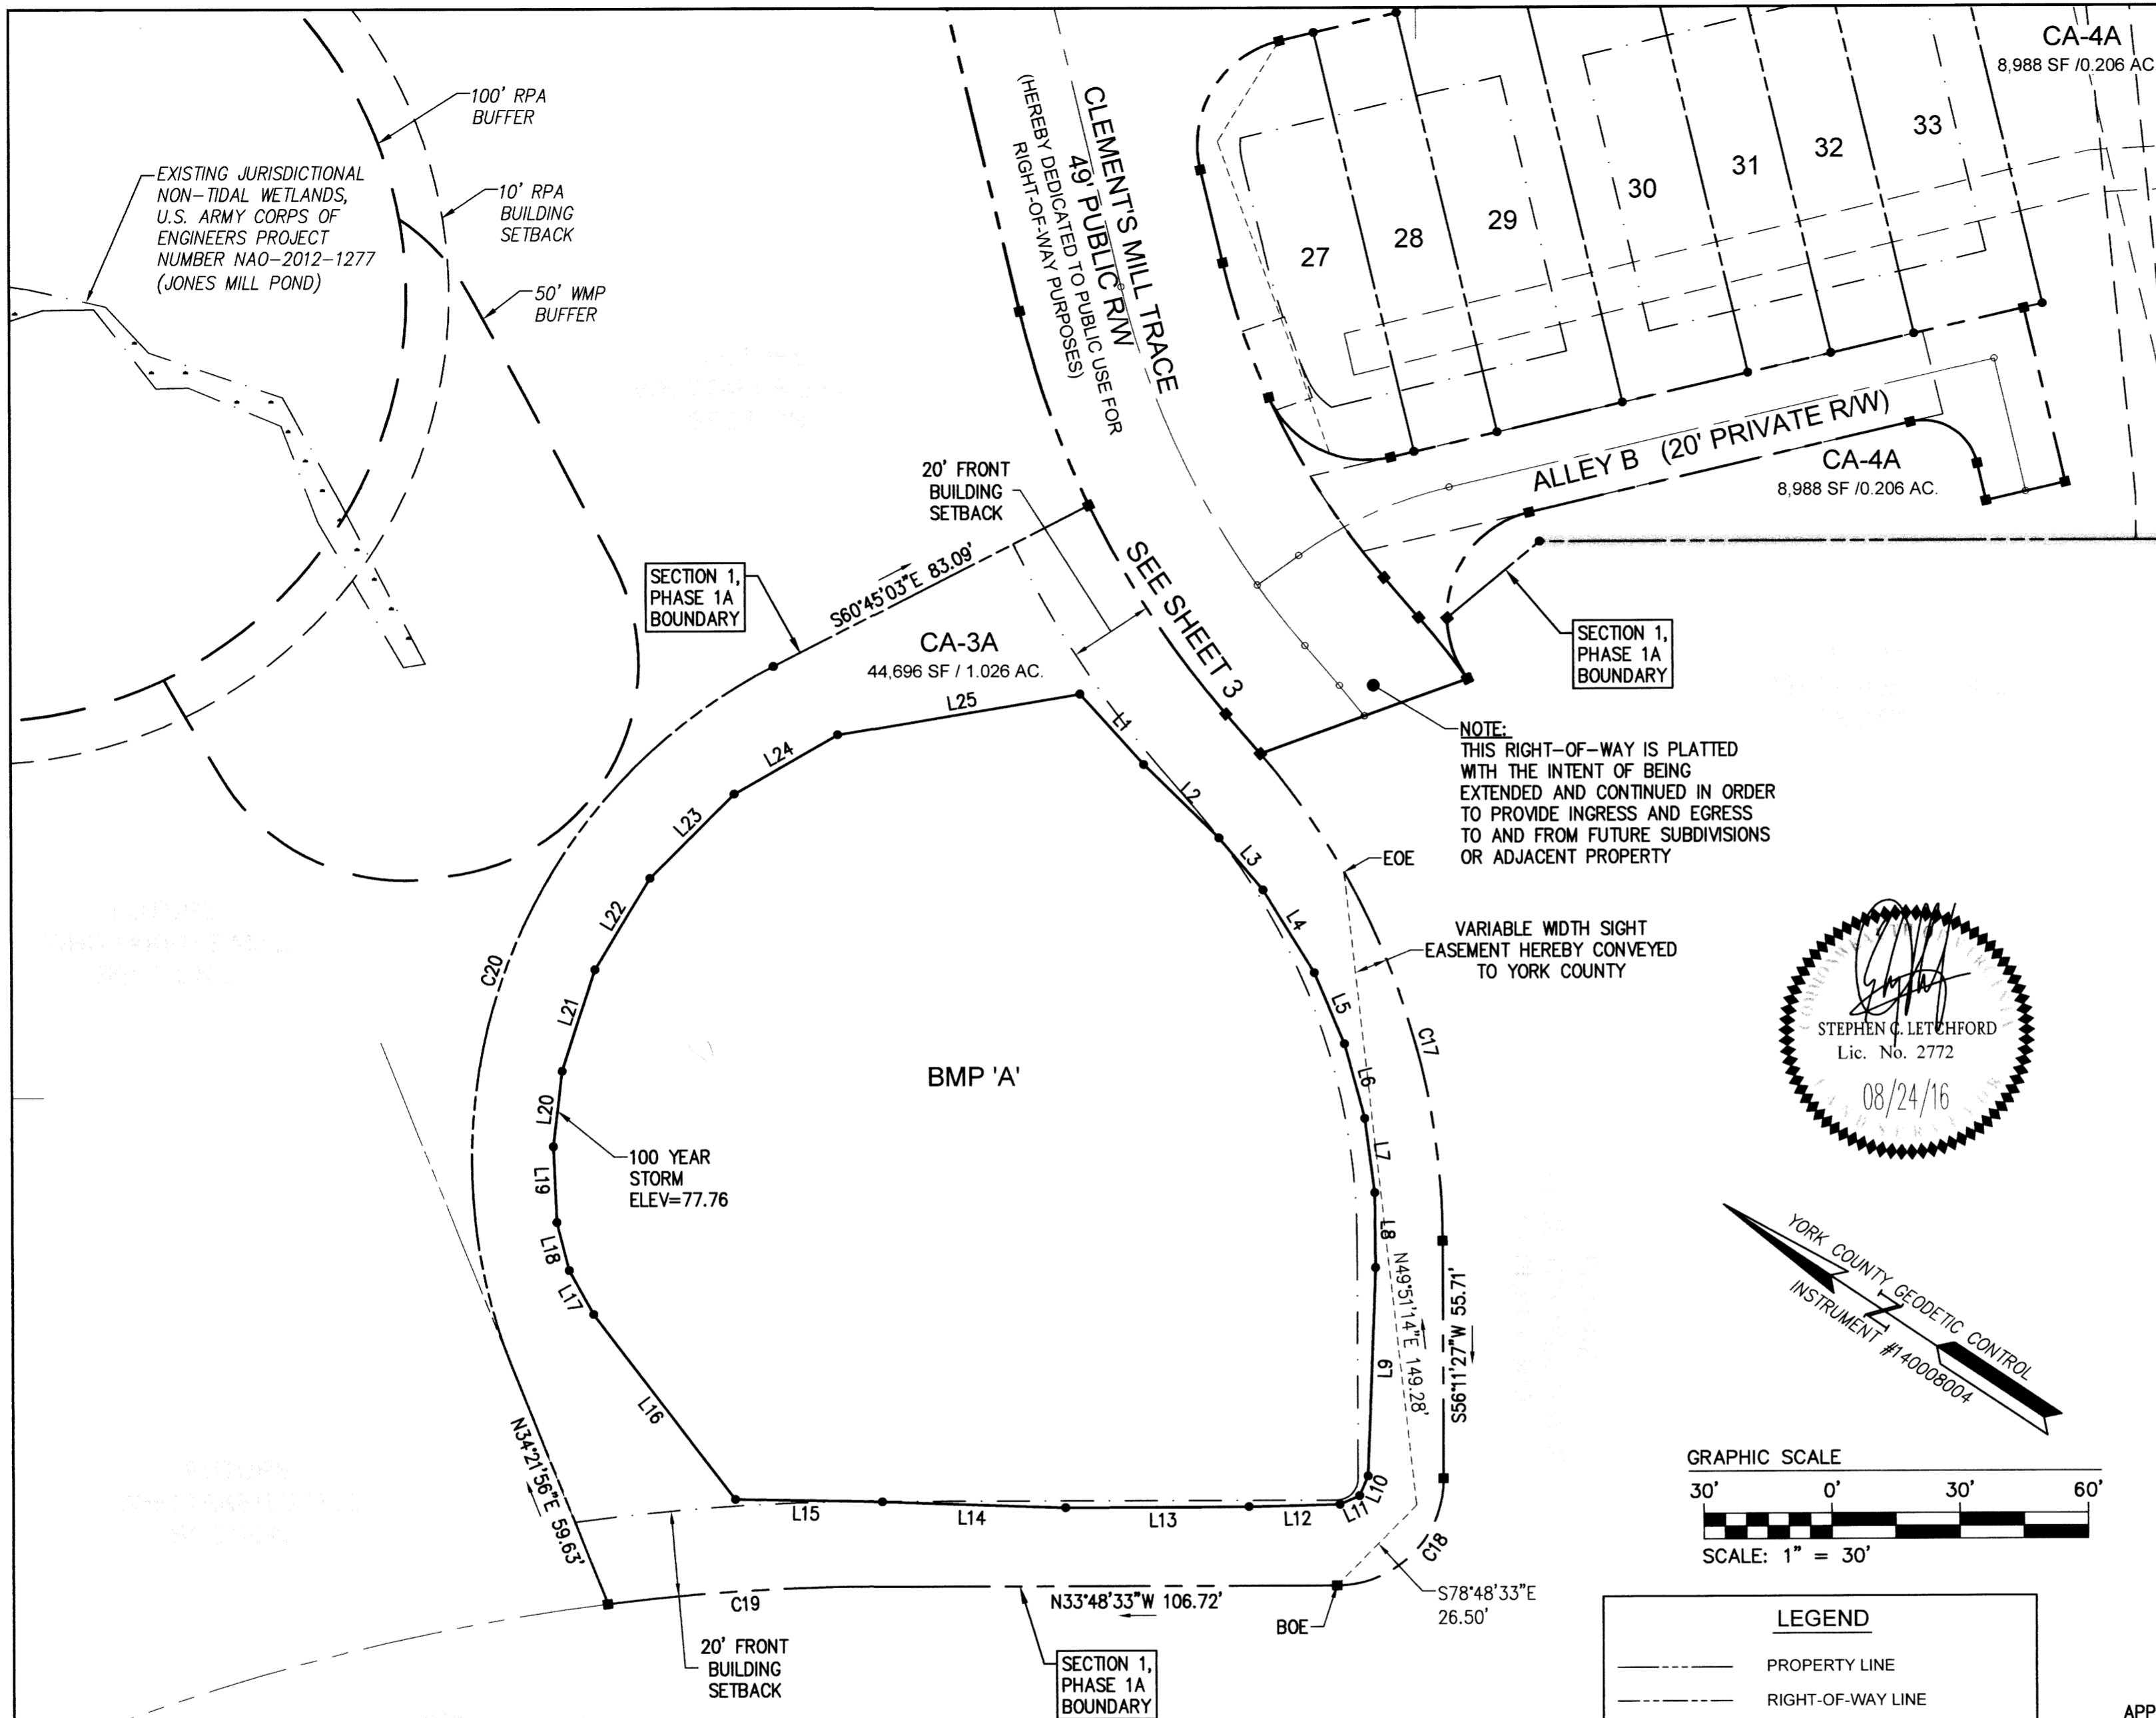 100' RPA
BUFFER
EXISTING JURISDICTIONAL
NON-TIDAL WETLANDS,
U.S. ARMY CORPS OF
ENGINEERS PROJECT
NUMBER NAO-2012-1277
(JONES MILL POND)
10' RPA
BUILDING
SETBACK
50' WMP
BUFFER
CLEMENT'S MILL TRACE
49' PUBLIC R/W
(HEREBY DEDICATED TO PUBLIC USE FOR
RIGHT-OF-WAY PURPOSES)
27
28
29
30
31
32
33
CA-4A
8,988 SF /0.206 AC
ALLEY B (20' PRIVATE R/W)
CA-4A
8,988 SF /0.206 AC.
20' FRONT
BUILDING
SETBACK
SECTION 1,
PHASE 1A
BOUNDARY
S60°45'03"E 83.09'
SEE SHEET 3
CA-3A
44,696 SF / 1.026 AC.
SECTION 1,
PHASE 1A
BOUNDARY
NOTE:
THIS RIGHT-OF-WAY IS PLATTED
WITH THE INTENT OF BEING
EXTENDED AND CONTINUED IN ORDER
TO PROVIDE INGRESS AND EGRESS
TO AND FROM FUTURE SUBDIVISIONS
OR ADJACENT PROPERTY
L25
L1
L24
L2
L23
L3
EOE
L22
L4
VARIABLE WIDTH SIGHT
EASEMENT HEREBY CONVEYED
TO YORK COUNTY
C20
L21
L5
C17
STEPHEN C. LETCHFORD
Lic. No. 2772
08/24/16
BMP 'A'
L20
L6
100 YEAR
STORM
ELEV=77.76
L19
L7
L18
L8
L17
N49°51'14"E 149.28'
S56°11'27"W 55.71'
L9
YORK COUNTY GEODETIC CONTROL
INSTRUMENT #140008004
L16
N34°21'56"E 59.63'
L10
L11
L12
L13
L14
L15
C18
GRAPHIC SCALE
30' 0' 30' 60'
SCALE: 1" = 30'
C19
N33°48'33"W 106.72'
S78°48'33"E
26.50'
BOE
20' FRONT
BUILDING
SETBACK
SECTION 1,
PHASE 1A
BOUNDARY
LEGEND
PROPERTY LINE
RIGHT-OF-WAY LINE
APP